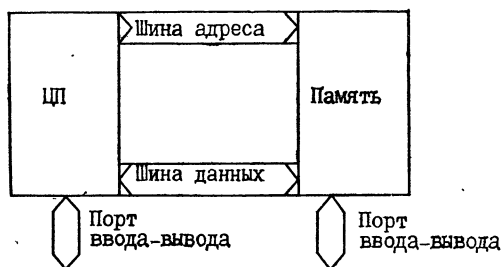 Шина адреса
ЦП
Память
Шина данных
Порт
ввода-вывода
Порт
ввода-вывода